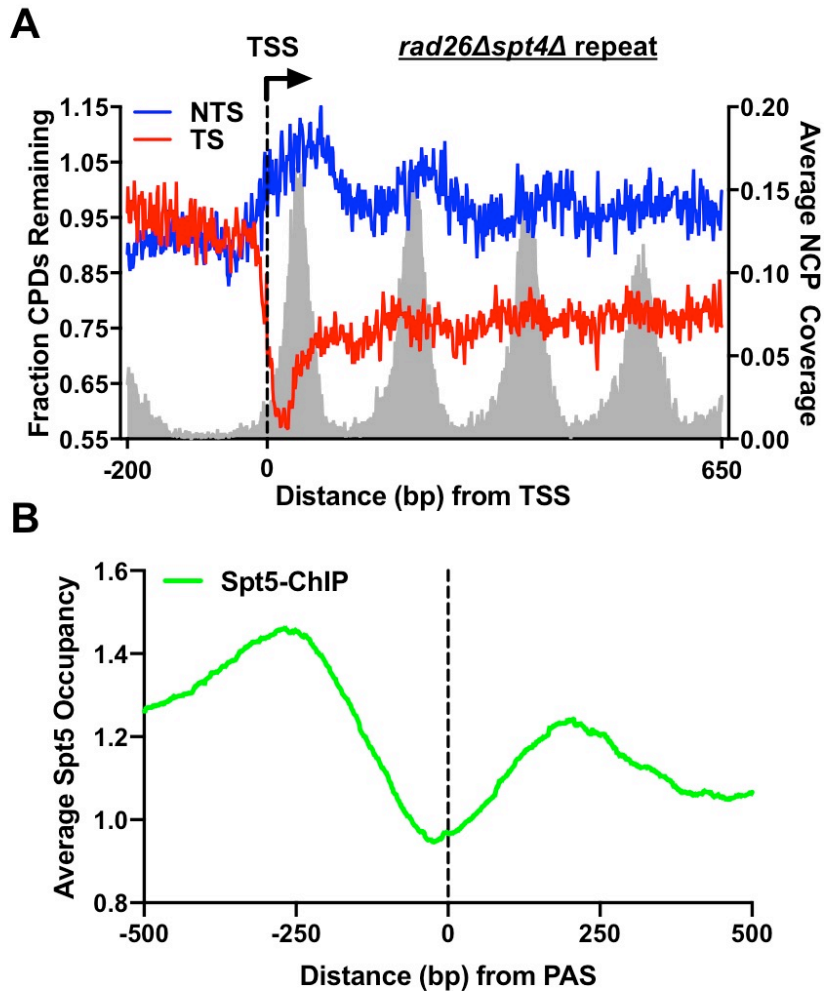 A
TSS
rad26Δspt4Δ repeat
NTS
TS
Fraction CPDs Remaining
1.15
1.05
0.95
0.85
0.75
0.65
0.55
0.20
0.15
0.10
0.05
0.00
Average NCP Coverage
-200
0
650
Distance (bp) from TSS
B
Spt5-ChIP
Average Spt5 Occupancy
1.6
1.4
1.2
1.0
0.8
-500
-250
0
250
500
Distance (bp) from PAS